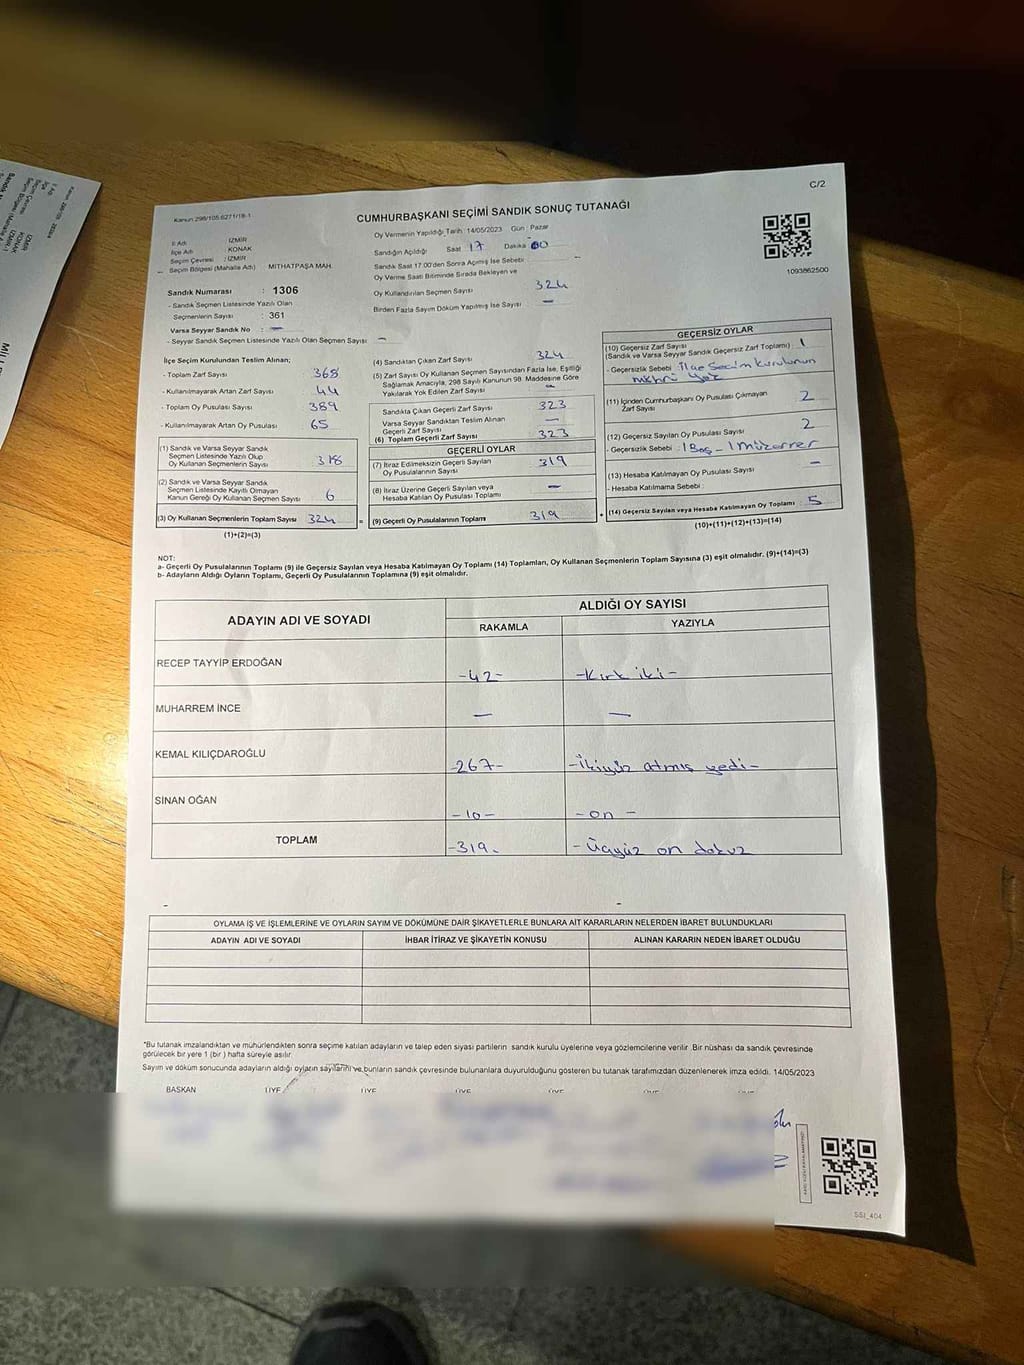 C/2
Kanun 298/105 6271/18-1
CUMHURBAŞKANI SEÇİMİ SANDIK SONUÇ TUTANAĞI
Oy Vermenin Yapıldığı Tarih : 14/05/2023 Gün : Pazar
İl Adı : İZMİR
İlçe Adı : KONAK
Seçim Çevresi : İZMİR
Seçim Bölgesi (Mahalle Adı) : MİTHATPAŞA MAH.
Sandığın Açıldığı Saat 17 Dakika 00
Sandık Saat 17.00'den Sonra Açılmış İse Sebebi : -
Oy Verme Saati Bitiminde Sırada Bekleyen ve
Oy Kullandırılan Seçmen Sayısı 324
Birden Fazla Sayım Döküm Yapılmış İse Sayısı -
1093862500
Sandık Numarası : 1306
- Sandık Seçmen Listesinde Yazılı Olan
Seçmenlerin Sayısı : 361
Varsa Seyyar Sandık No : -
- Seyyar Sandık Seçmen Listesinde Yazılı Olan Seçmen Sayısı : -
İlçe Seçim Kurulundan Teslim Alınan;
- Toplam Zarf Sayısı 368
- Kullanılmayarak Artan Zarf Sayısı 44
- Toplam Oy Pusulası Sayısı 389
- Kullanılmayarak Artan Oy Pusulası 65
(1) Sandık ve Varsa Seyyar Sandık
Seçmen Listesinde Yazılı Olup
Oy Kullanan Seçmenlerin Sayısı 318
(2) Sandık ve Varsa Seyyar Sandık
Seçmen Listesinde Kayıtlı Olmayan
Kanun Gereği Oy Kullanan Seçmen Sayısı 6
(3) Oy Kullanan Seçmenlerin Toplam Sayısı 324
(1)+(2)=(3)
(4) Sandıktan Çıkan Zarf Sayısı 324
(5) Zarf Sayısı Oy Kullanan Seçmen Sayısından Fazla İse, Eşitliği
Sağlamak Amacıyla, 298 Sayılı Kanunun 98. Maddesine Göre
Yakılarak Yok Edilen Zarf Sayısı
Sandıkta Çıkan Geçerli Zarf Sayısı 323
Varsa Seyyar Sandıktan Teslim Alınan
Geçerli Zarf Sayısı -
(6) Toplam Geçerli Zarf Sayısı 323
GEÇERLİ OYLAR
(7) İtiraz Edilmeksizin Geçerli Sayılan
Oy Pusulalarının Sayısı 319
(8) İtiraz Üzerine Geçerli Sayılan veya
Hesaba Katılan Oy Pusulası Toplamı -
= (9) Geçerli Oy Pusulalarının Toplamı 319
GEÇERSİZ OYLAR
(10) Geçersiz Zarf Sayısı
(Sandık ve Varsa Seyyar Sandık Geçersiz Zarf Toplamı) : 1
- Geçersizlik Sebebi : İlçe Seçim Kurulunun
mührü yok
(11) İçinden Cumhurbaşkanı Oy Pusulası Çıkmayan
Zarf Sayısı 2
(12) Geçersiz Sayılan Oy Pusulası Sayısı 2
- Geçersizlik Sebebi : 1 Boş - 1 Müzarrer
(13) Hesaba Katılmayan Oy Pusulası Sayısı -
- Hesaba Katılmama Sebebi :
+ (14) Geçersiz Sayılan veya Hesaba Katılmayan Oy Toplamı : 5
(10)+(11)+(12)+(13)=(14)
NOT:
a- Geçerli Oy Pusulalarının Toplamı (9) ile Geçersiz Sayılan veya Hesaba Katılmayan Oy Toplamı (14) Toplamları, Oy Kullanan Seçmenlerin Toplam Sayısına (3) eşit olmalıdır. (9)+(14)=(3)
b- Adayların Aldığı Oyların Toplamı, Geçerli Oy Pusulalarının Toplamına (9) eşit olmalıdır.
ADAYIN ADI VE SOYADI ALDIĞI OY SAYISI
RAKAMLA YAZIYLA
RECEP TAYYİP ERDOĞAN -42- -Kırk iki-
MUHARREM İNCE - -
KEMAL KILIÇDAROĞLU -267- -İkiyüz atmış yedi-
SİNAN OĞAN -10- -on -
TOPLAM -319- - Üçyüz on dokuz
OYLAMA İŞ VE İŞLEMLERİNE VE OYLARIN SAYIM VE DÖKÜMÜNE DAİR ŞİKAYETLERLE BUNLARA AİT KARARLARIN NELERDEN İBARET BULUNDUKLARI
ADAYIN ADI VE SOYADI İHBAR İTİRAZ VE ŞİKAYETİN KONUSU ALINAN KARARIN NEDEN İBARET OLDUĞU
*Bu tutanak imzalandıktan ve mühürlendikten sonra seçime katılan adayların ve talep eden siyasi partilerin sandık kurulu üyelerine veya gözlemcilerine verilir. Bir nüshası da sandık çevresinde
görülecek bir yere 1 (bir) hafta süreyle asılır.
Sayım ve döküm sonucunda adayların aldığı oyların sayılarını ve bunların sandık çevresinde bulunanlara duyurulduğunu gösteren bu tutanak tarafımızdan düzenlenerek imza edildi. 14/05/2023
BAŞKAN ÜYE ÜYE ÜYE ÜYE ÜYE
SSI_404